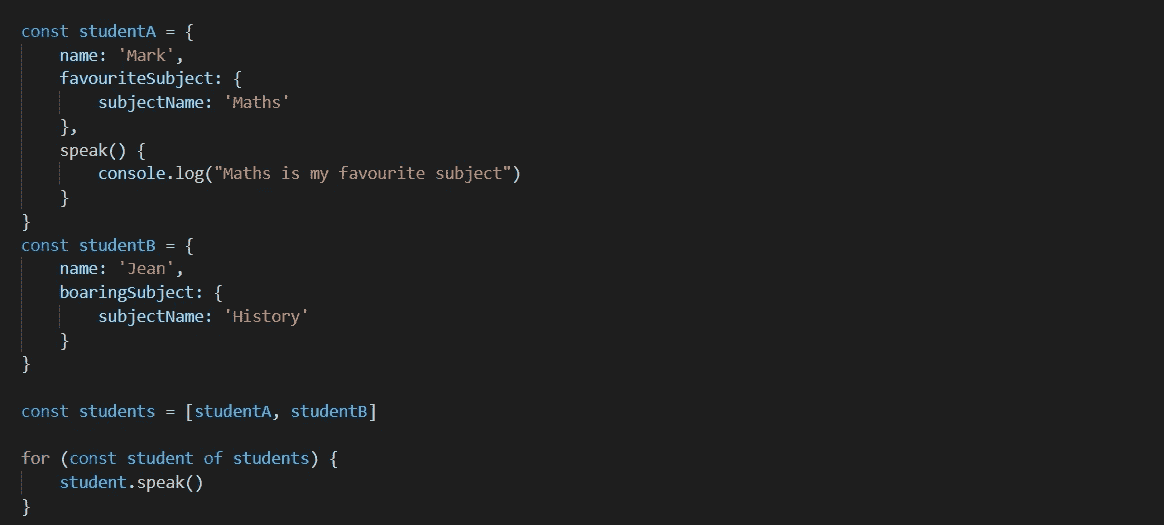 const studentA = {
    name: 'Mark',
    favouriteSubject: {
        subjectName: 'Maths'
    },
    speak() {
        console.log("Maths is my favourite subject")
    }
}
const studentB = {
    name: 'Jean',
    boaringSubject: {
        subjectName: 'History'
    }
}

const students = [studentA, studentB]

for (const student of students) {
    student.speak()
}